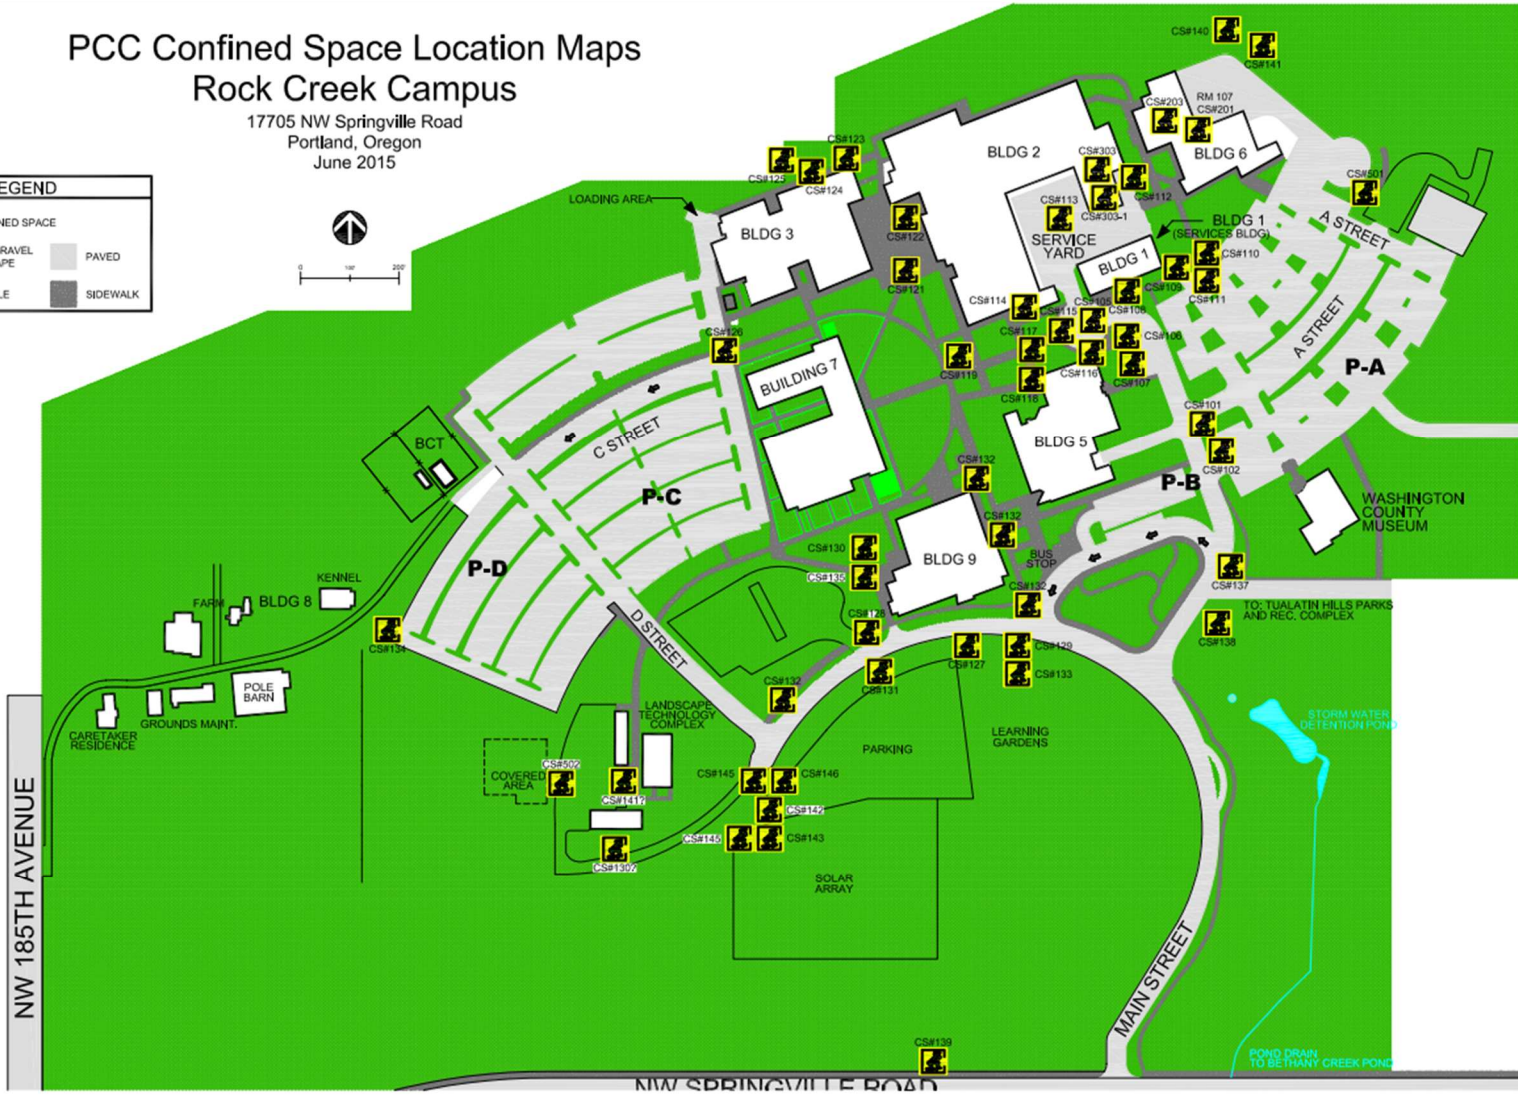 PCC Confined Space Location Maps
Rock Creek Campus
17705 NW Springville Road
Portland, Oregon
June 2015
EGEND
NED SPACE
RAVEL
PE
PAVED
LE
SIDEWALK
0 100' 200'
CS#140
CS#141
CS#203
RM 107
CS#201
BLDG 6
CS#123
CS#125
CS#124
BLDG 2
CS#303
CS#112
CS#303-1
CS#501
LOADING AREA
BLDG 3
CS#122
CS#113
SERVICE
YARD
BLDG 1
(SERVICES BLDG)
A STREET
BLDG 1
CS#110
CS#109
CS#111
CS#121
CS#108
CS#114
CS#105
CS#115
CS#117
CS#106
CS#126
CS#119
CS#116
CS#107
CS#118
A STREET
P-A
BUILDING 7
C STREET
BCT
CS#101
BLDG 5
CS#102
CS#132
P-B
P-C
WASHINGTON
COUNTY
MUSEUM
CS#132
CS#130
BLDG 9
BUS
STOP
P-D
CS#135
CS#132
CS#137
KENNEL
FARM
BLDG 8
TO: TUALATIN HILLS PARKS
AND REC. COMPLEX
CS#128
CS#138
CS#134
D STREET
CS#127
CS#129
CS#133
CS#131
CS#132
POLE
BARN
GROUNDS MAINT.
CARETAKER
RESIDENCE
LANDSCAPE
TECHNOLOGY
COMPLEX
PARKING
LEARNING
GARDENS
STORM WATER
DETENTION POND
CS#502
COVERED
AREA
CS#141?
CS#145
CS#146
CS#142
CS#145
CS#143
CS#130?
SOLAR
ARRAY
NW 185TH AVENUE
MAIN STREET
CS#139
POND DRAIN
TO BETHANY CREEK POND
NW SPRINGVILLE ROAD